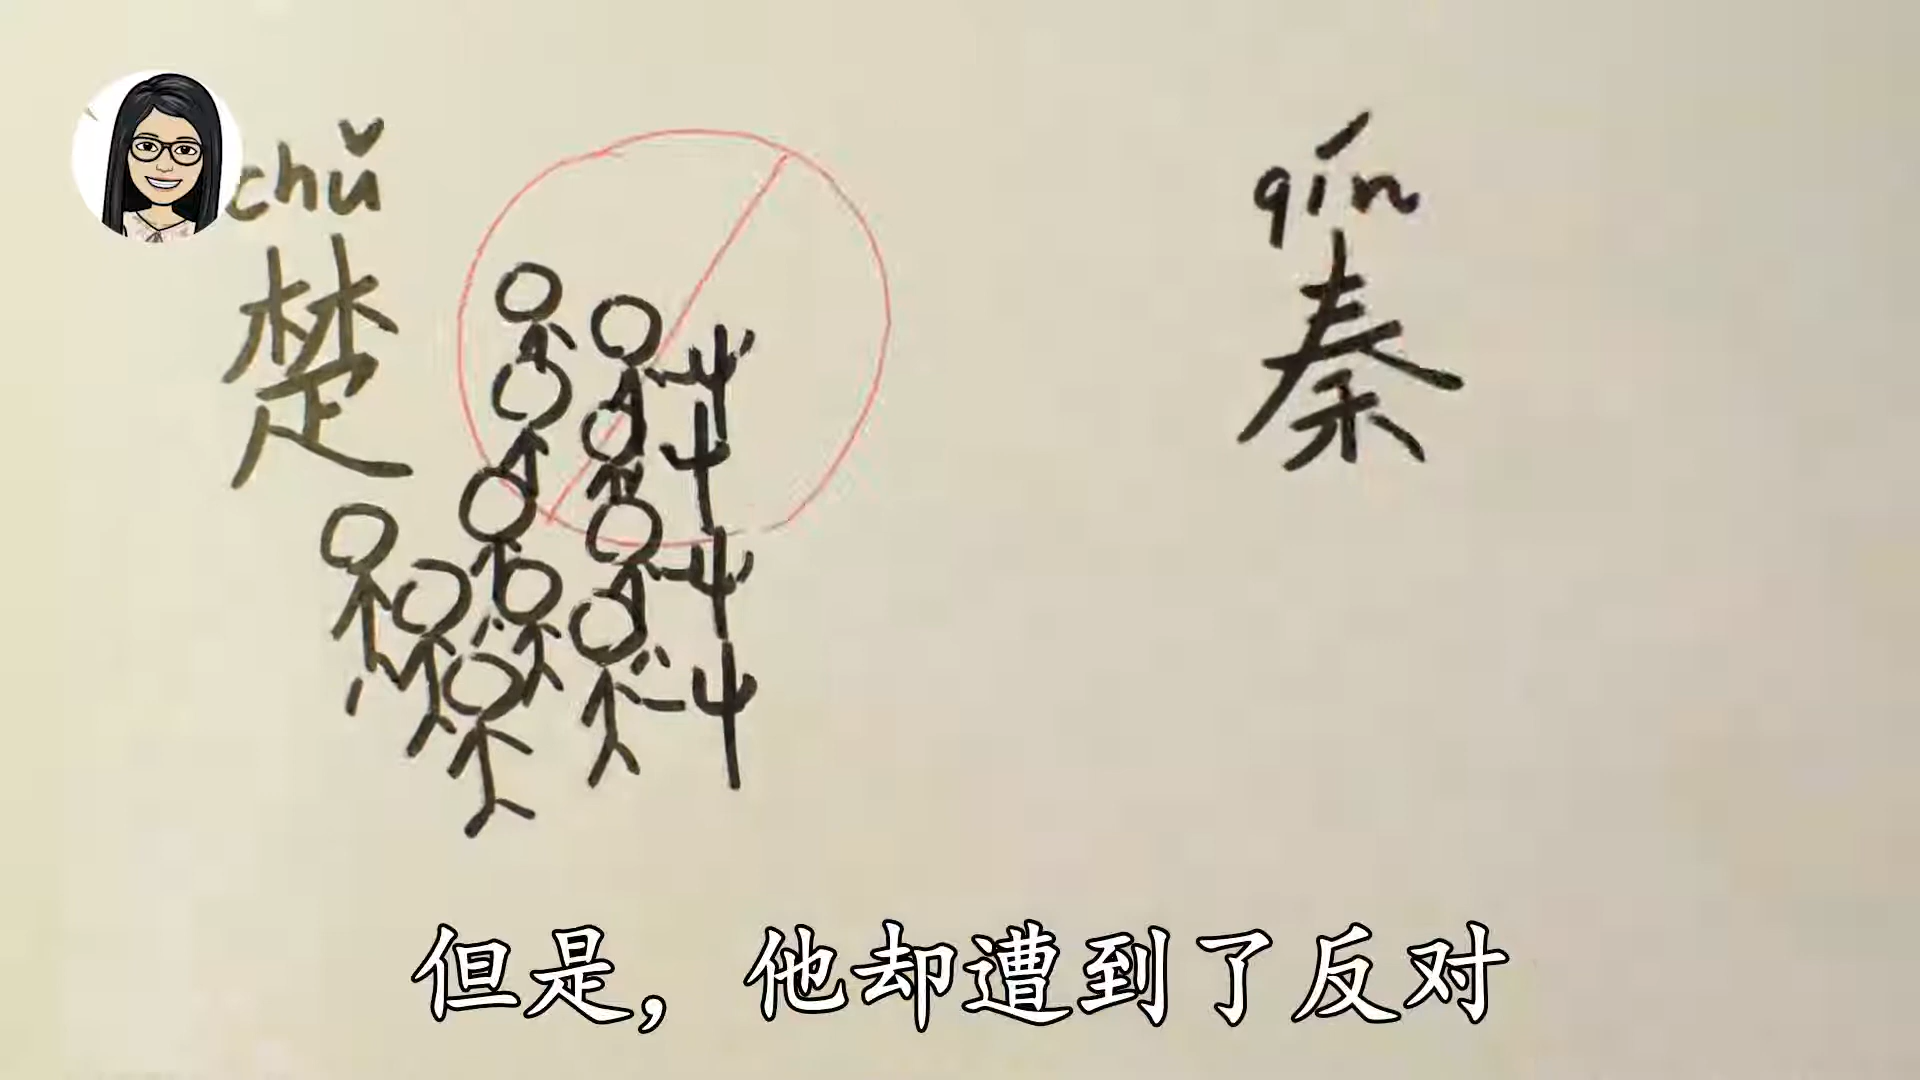 chǔ
楚
qín
秦
但是，他却遭到了反对